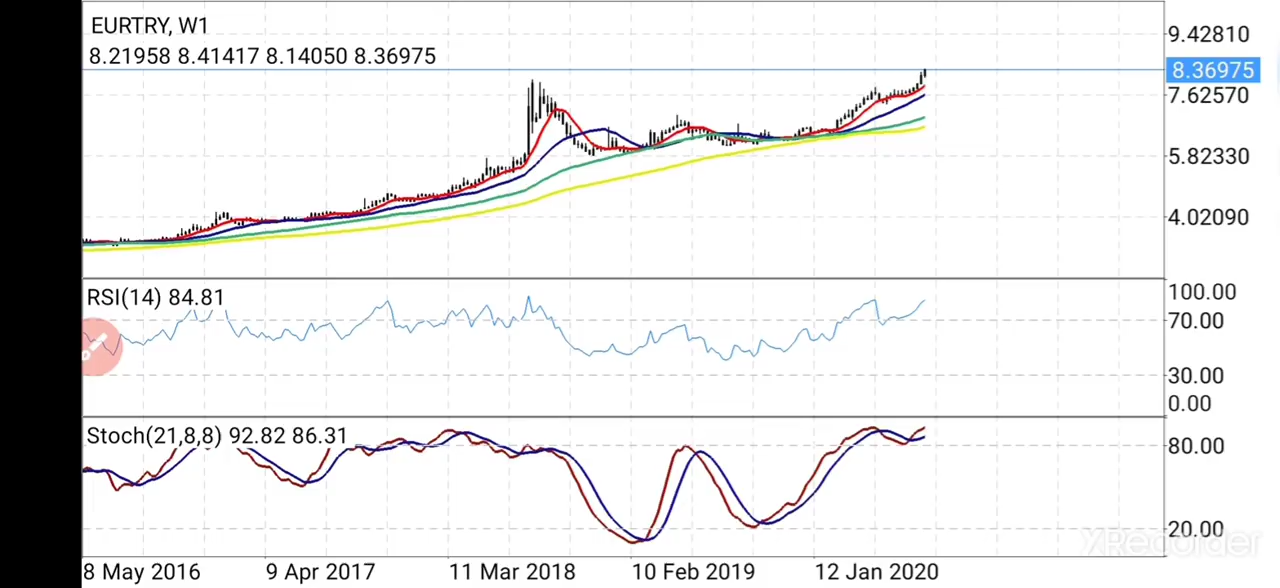 EURTRY, W1
8.21958 8.41417 8.14050 8.36975
9.42810
8.36975
7.62570
5.82330
4.02090
RSI(14) 84.81
100.00
70.00
30.00
0.00
Stoch(21,8,8) 92.82 86.31
80.00
20.00
XRecorder
8 May 2016 9 Apr 2017 11 Mar 2018 10 Feb 2019 12 Jan 2020